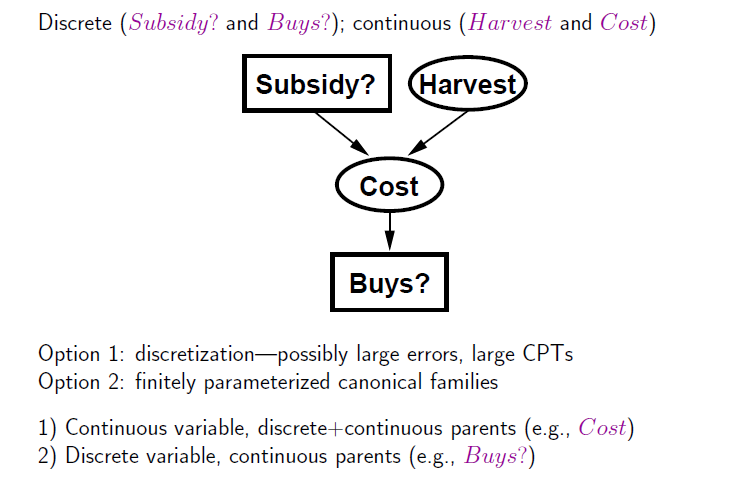 Discrete (Subsidy? and Buys?); continuous (Harvest and Cost)
Subsidy?
Harvest
Cost
Buys?
Option 1: discretization—possibly large errors, large CPTs
Option 2: finitely parameterized canonical families
1) Continuous variable, discrete+continuous parents (e.g., Cost)
2) Discrete variable, continuous parents (e.g., Buys?)